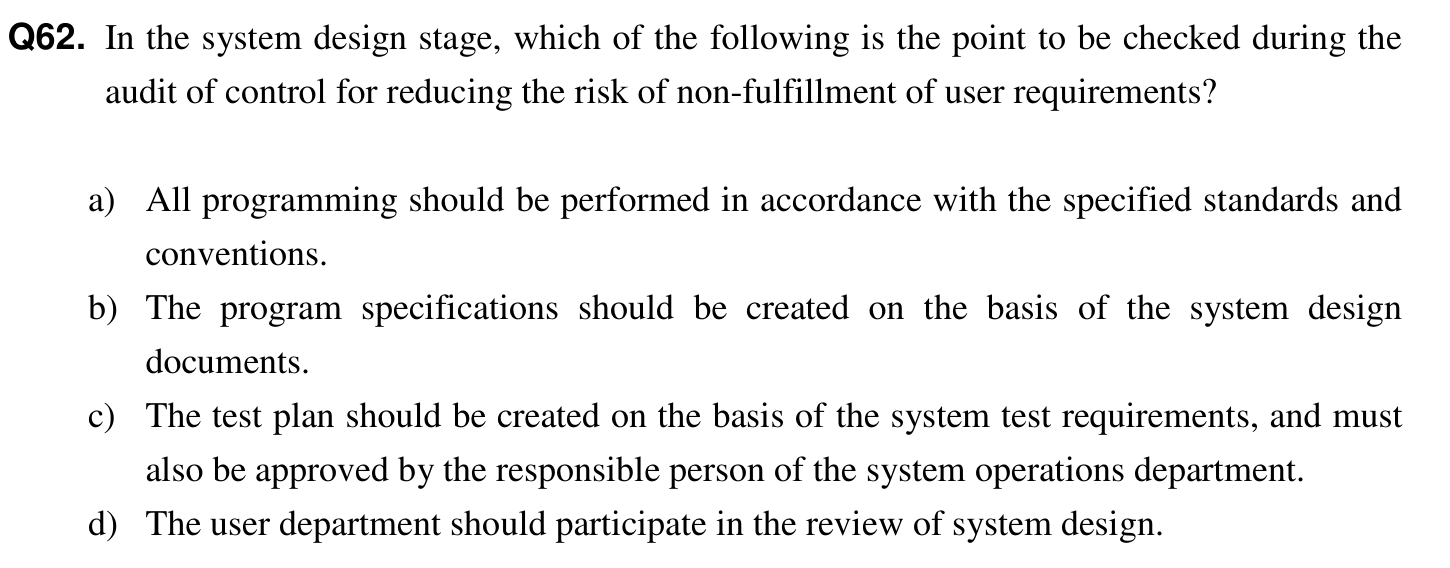 Q62. In the system design stage, which of the following is the point to be checked during the
audit of control for reducing the risk of non-fulfillment of user requirements?
a) All programming should be performed in accordance with the specified standards and
conventions.
b) The program specifications should be created on the basis of the system design
documents.
c) The test plan should be created on the basis of the system test requirements, and must
also be approved by the responsible person of the system operations department.
d) The user department should participate in the review of system design.